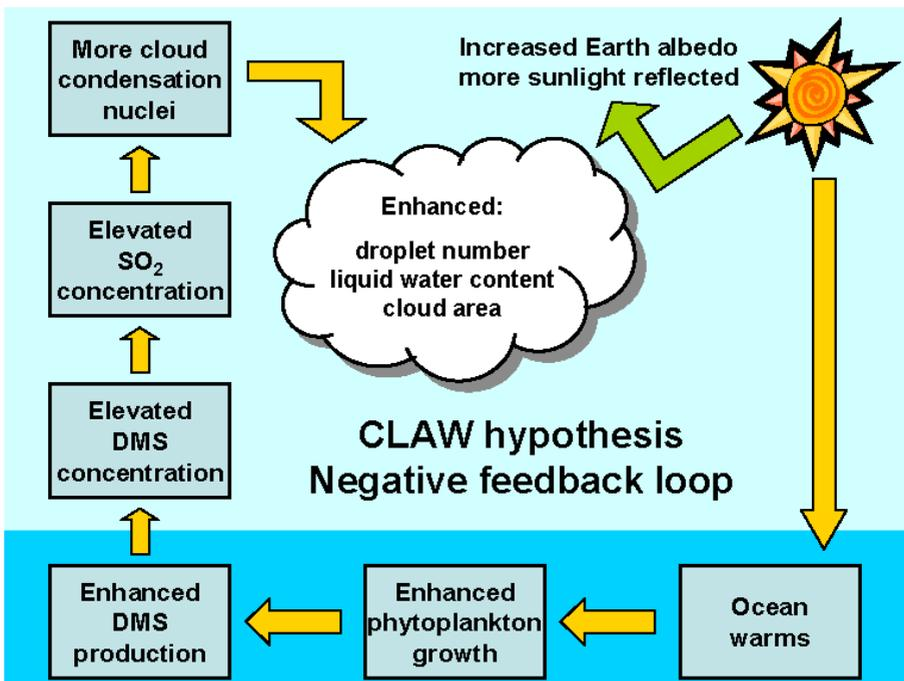 More cloud
condensation
nuclei
Increased Earth albedo
more sunlight reflected
Enhanced:
droplet number
liquid water content
cloud area
Elevated
SO₂
concentration
Elevated
DMS
concentration
CLAW hypothesis
Negative feedback loop
Enhanced
DMS
production
Enhanced
phytoplankton
growth
Ocean
warms